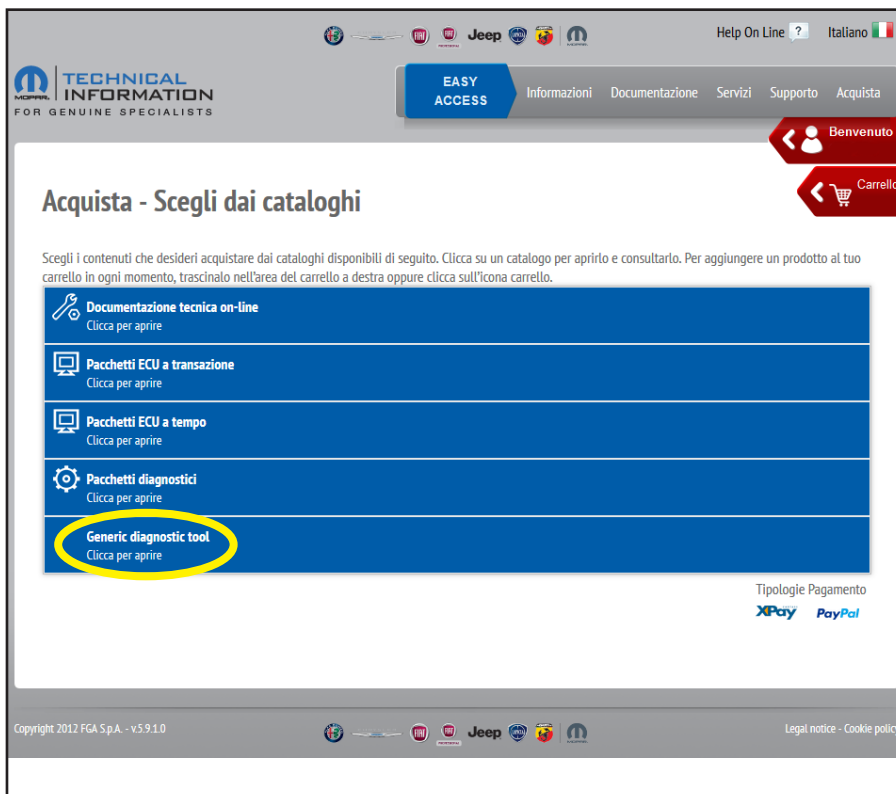 Jeep
Help On Line ?
Italiano
MOPAR
TECHNICAL
INFORMATION
FOR GENUINE SPECIALISTS
EASY
ACCESS
Informazioni Documentazione Servizi Supporto Acquista
Benvenuto
Carrello
Acquista - Scegli dai cataloghi
Scegli i contenuti che desideri acquistare dai cataloghi disponibili di seguito. Clicca su un catalogo per aprirlo e consultarlo. Per aggiungere un prodotto al tuo
carrello in ogni momento, trascinalo nell'area del carrello a destra oppure clicca sull'icona carrello.
Documentazione tecnica on-line
Clicca per aprire
Pacchetti ECU a transazione
Clicca per aprire
Pacchetti ECU a tempo
Clicca per aprire
Pacchetti diagnostici
Clicca per aprire
Generic diagnostic tool
Clicca per aprire
Tipologie Pagamento
XPay PayPal
Copyright 2012 FGA S.p.A. - v.5.9.1.0
Jeep
Legal notice - Cookie policy